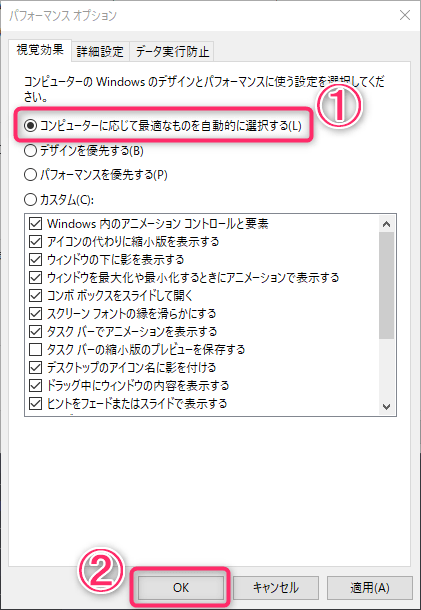 パフォーマンス オプション
視覚効果 詳細設定 データ実行防止
コンピューターの Windows のデザインとパフォーマンスに使う設定を選択してくだ
さい。
①
コンピューターに応じて最適なものを自動的に選択する(L)
デザインを優先する(B)
パフォーマンスを優先する(P)
カスタム(C):
Windows 内のアニメーション コントロールと要素
アイコンの代わりに縮小版を表示する
ウィンドウの下に影を表示する
ウィンドウを最大化や最小化するときにアニメーションで表示する
コンボ ボックスをスライドして開く
スクリーン フォントの縁を滑らかにする
タスク バーでアニメーションを表示する
タスク バーの縮小版のプレビューを保存する
デスクトップのアイコン名に影を付ける
ドラッグ中にウィンドウの内容を表示する
ヒントをフェードまたはスライドで表示する
②
OK キャンセル 適用(A)